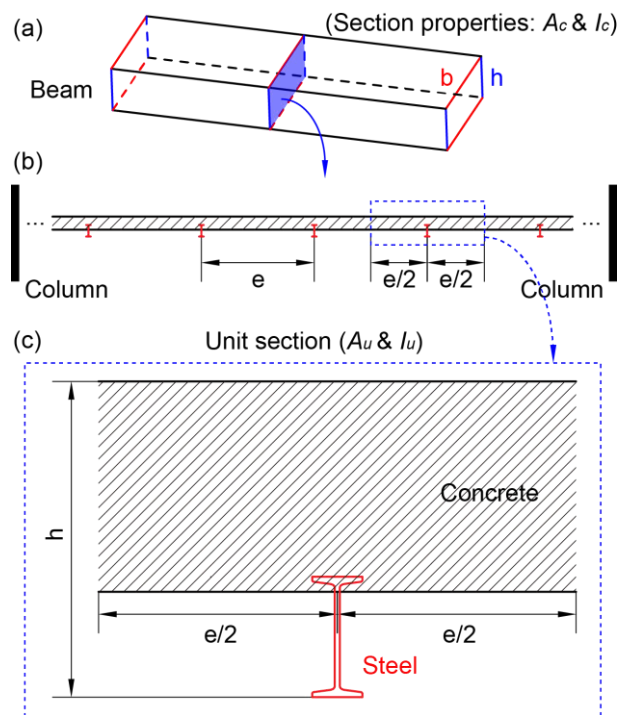 (a)
(Section properties: Ac & Ic)
b
h
Beam
(b)
... ...
e
e/2 e/2
Column Column
(c)
Unit section (Au & Iu)
h
Concrete
e/2 e/2
Steel